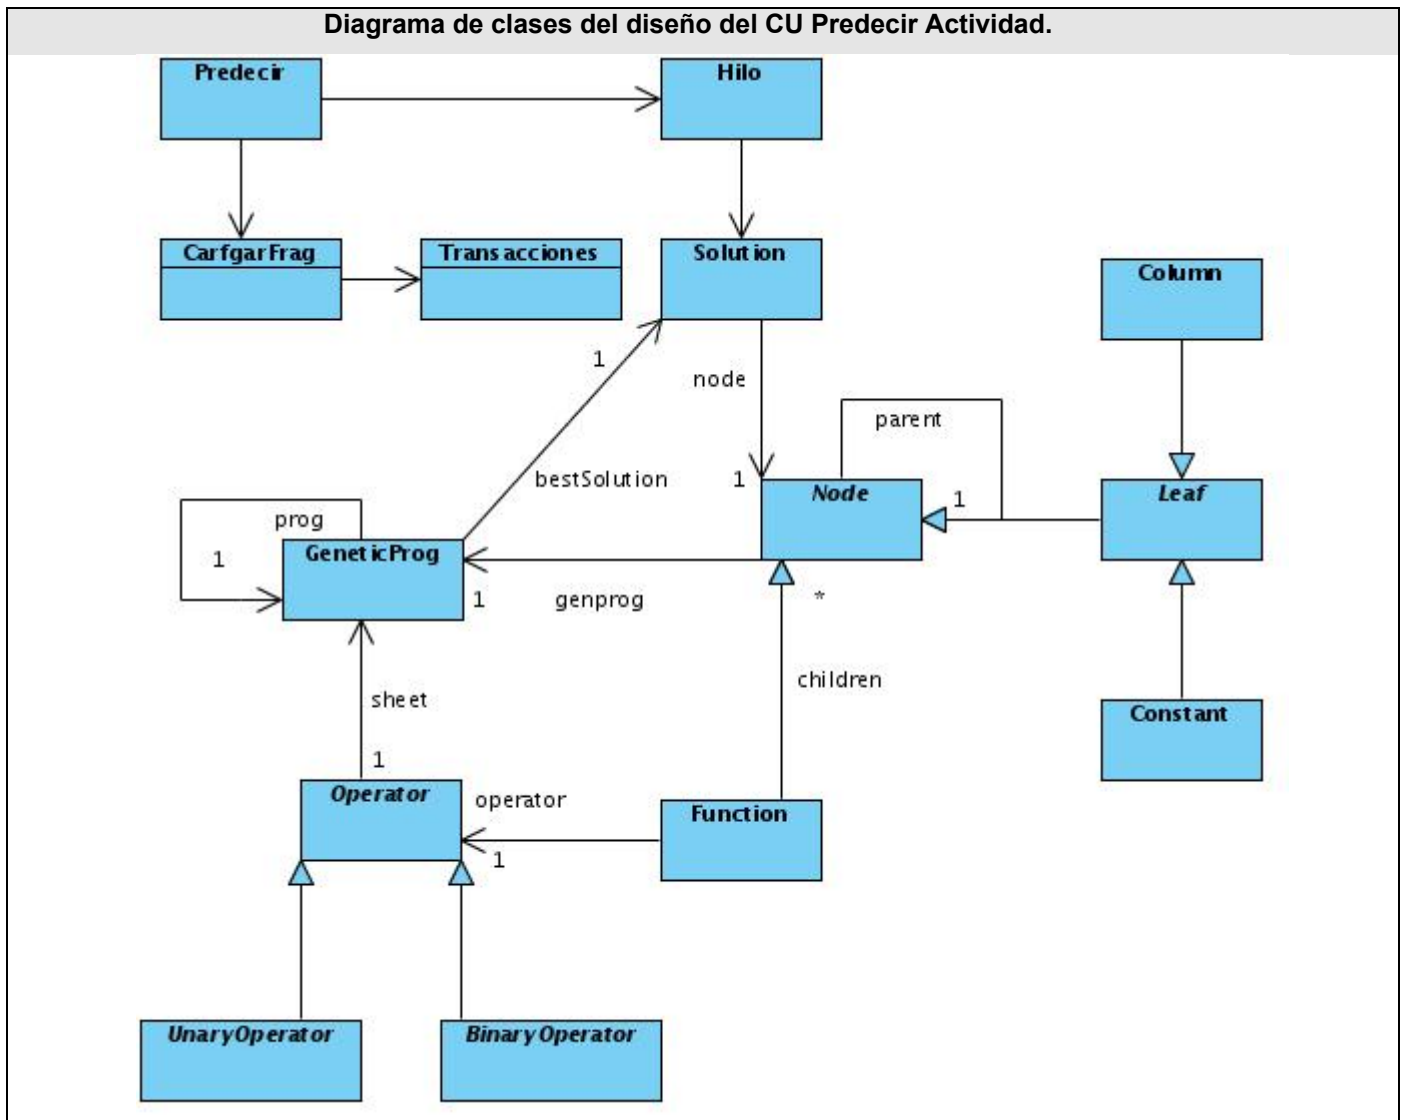 Diagrama de clases del diseño del CU Predecir Actividad.
Predecir
Hilo
CarfgarFrag
Transacciones
Solution
Column
1
node
parent
bestSolution
1
Node
1
Leaf
prog
1
GeneticProg
1
genprog
*
children
sheet
1
Constant
Operator
operator
1
Function
UnaryOperator
BinaryOperator